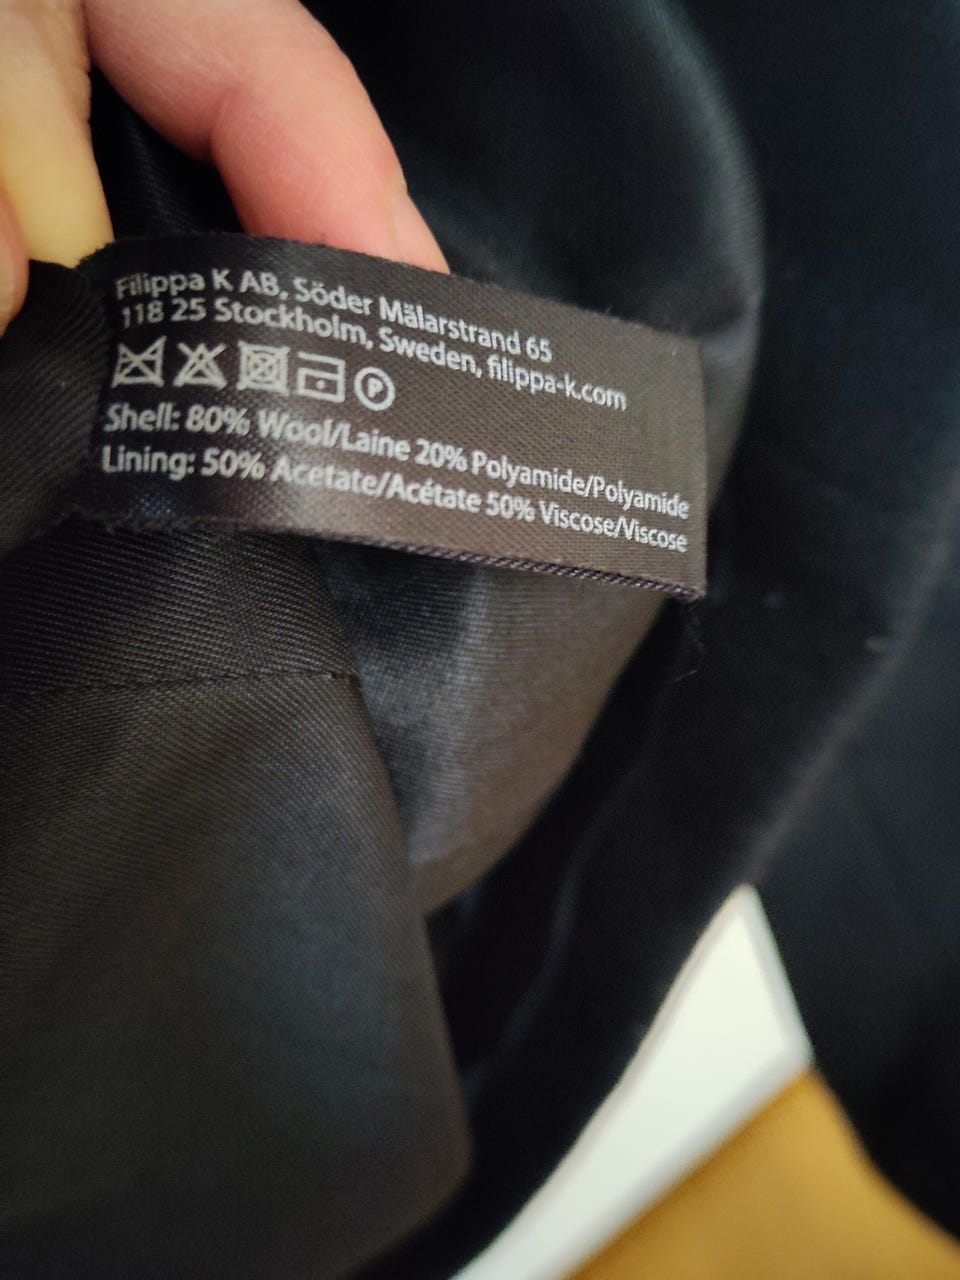 Filippa K AB, Söder Mälarstrand 65
118 25 Stockholm, Sweden, filippa-k.com
P
Shell: 80% Wool/Laine 20% Polyamide/Polyamide
Lining: 50% Acetate/Acétate 50% Viscose/Viscose